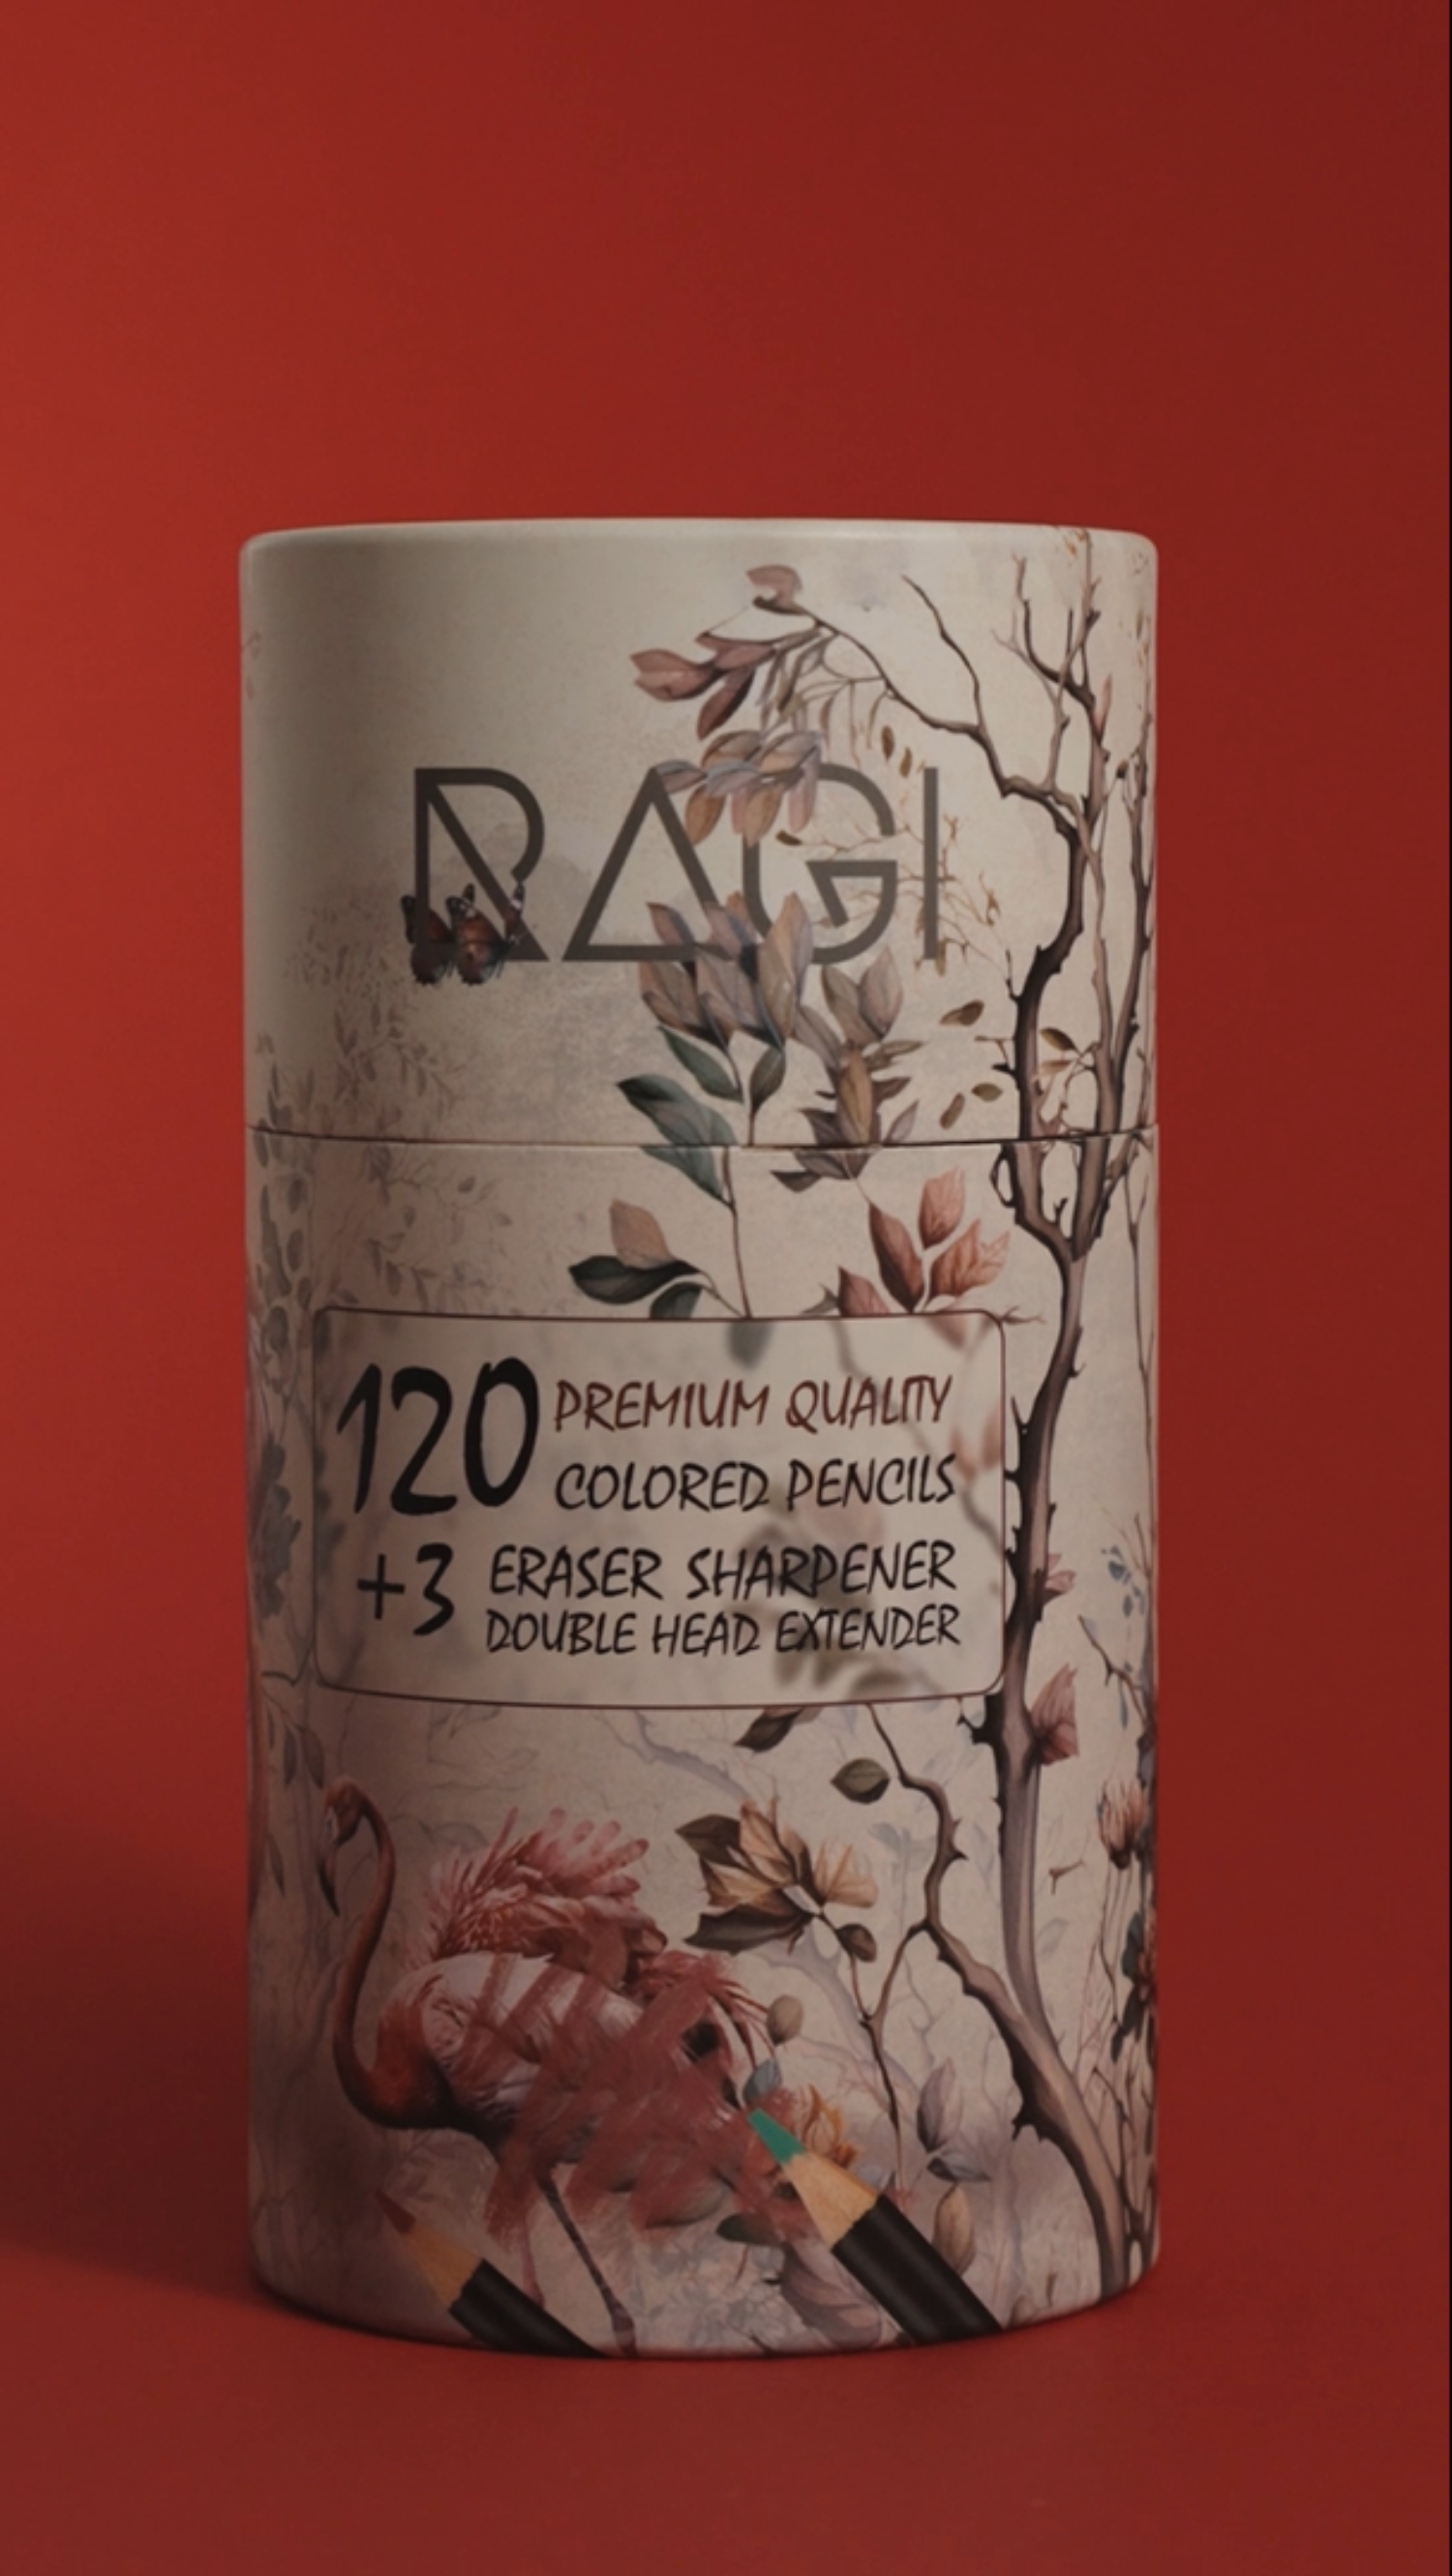 RAGI
120 PREMIUM QUALITY
COLORED PENCILS
+3 ERASER SHARPENER
DOUBLE HEAD EXTENDER